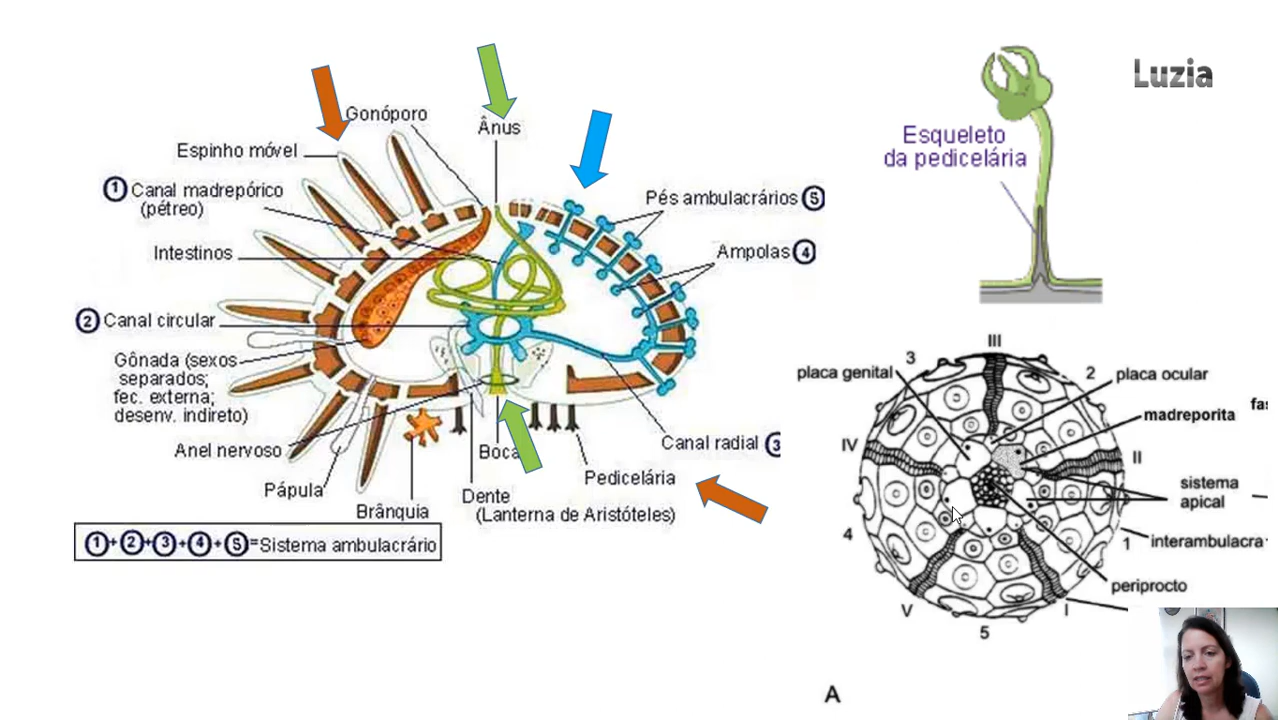 Luzia
Gonóporo
Ânus
Espinho móvel
1 Canal madrepórico
(pétreo)
Intestinos
2 Canal circular
Gônada (sexos
separados;
fec. externa;
desenv. indireto)
Anel nervoso
Pápula
Brânquia
Dente
(Lanterna de Aristóteles)
Boca
Pedicelária
Canal radial 3
Ampolas 4
Pés ambulacrários 5
1+2+3+4+5=Sistema ambulacrário
Esqueleto
da pedicelária
III
3
2
placa genital
placa ocular
madreporita
fas
IV
II
sistema
apical
4
1
interambulacra
periprocto
V
I
5
A